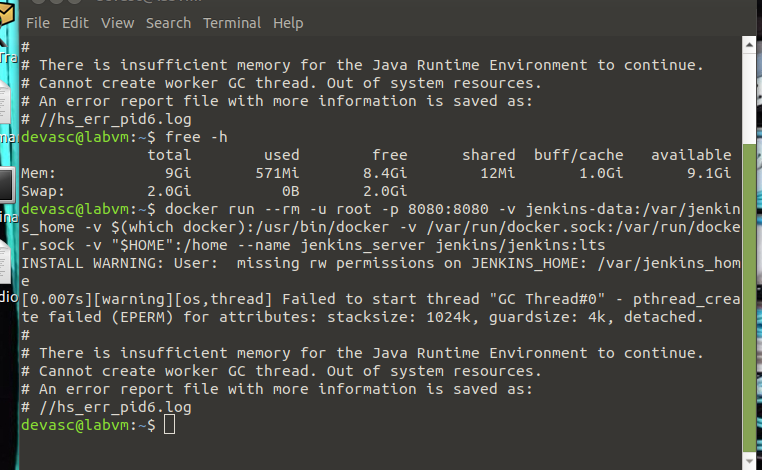 File Edit View Search Terminal Help
#
# There is insufficient memory for the Java Runtime Environment to continue.
# Cannot create worker GC thread. Out of system resources.
# An error report file with more information is saved as:
# //hs_err_pid6.log
devasc@labvm:~$ free -h
total used free shared buff/cache available
Mem: 9Gi 571Mi 8.4Gi 12Mi 1.0Gi 9.1Gi
Swap: 2.0Gi 0B 2.0Gi
devasc@labvm:~$ docker run --rm -u root -p 8080:8080 -v jenkins-data:/var/jenkin
s_home -v $(which docker):/usr/bin/docker -v /var/run/docker.sock:/var/run/docke
r.sock -v "$HOME":/home --name jenkins_server jenkins/jenkins:lts
INSTALL WARNING: User:  missing rw permissions on JENKINS_HOME: /var/jenkins_hom
e
[0.007s][warning][os,thread] Failed to start thread "GC Thread#0" - pthread_crea
te failed (EPERM) for attributes: stacksize: 1024k, guardsize: 4k, detached.
#
# There is insufficient memory for the Java Runtime Environment to continue.
# Cannot create worker GC thread. Out of system resources.
# An error report file with more information is saved as:
# //hs_err_pid6.log
devasc@labvm:~$